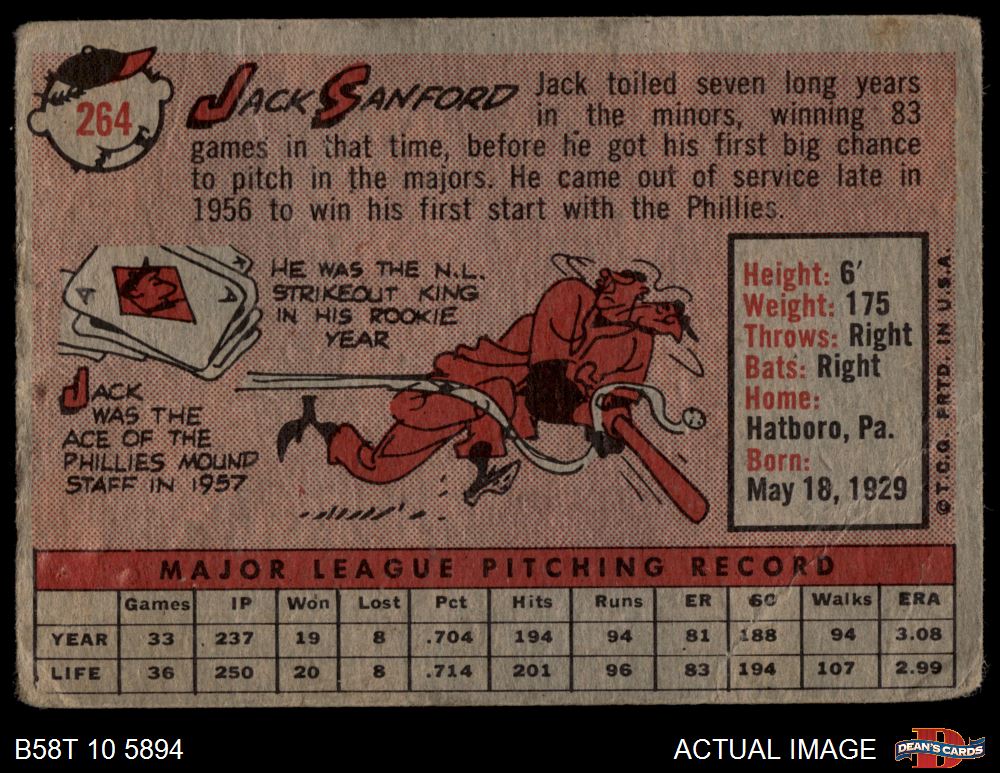 264
JACK SANFORD
Jack toiled seven long years
in the minors, winning 83
games in that time, before he got his first big chance
to pitch in the majors. He came out of service late in
1956 to win his first start with the Phillies.
A
K
A
HE WAS THE N.L.
STRIKEOUT KING
IN HIS ROOKIE
YEAR
JACK
WAS THE
ACE OF THE
PHILLIES MOUND
STAFF IN 1957
Height: 6′
Weight: 175
Throws: Right
Bats: Right
Home:
Hatboro, Pa.
Born:
May 18, 1929
© T.C.G. PRTD. IN U.S.A.
MAJOR LEAGUE PITCHING RECORD
Games IP Won Lost Pct Hits Runs ER SO Walks ERA
YEAR 33 237 19 8 .704 194 94 81 188 94 3.08
LIFE 36 250 20 8 .714 201 96 83 194 107 2.99
B58T 10 5894
ACTUAL IMAGE
D
DEAN'S CARDS